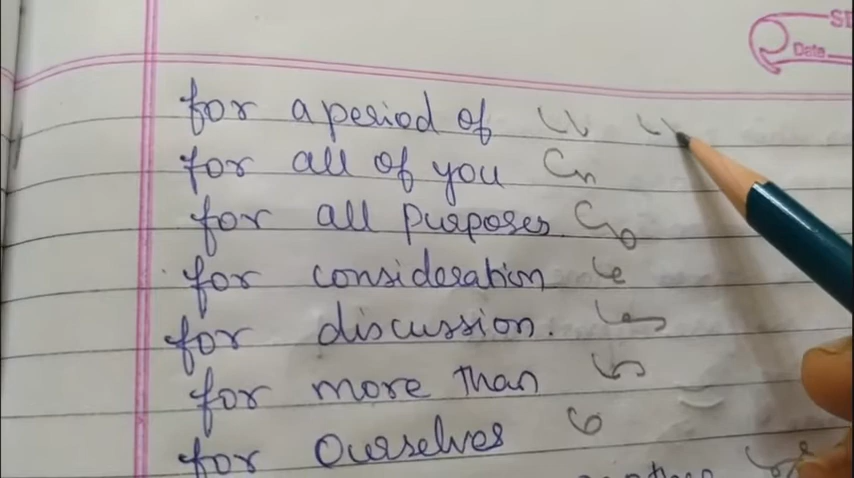 Date
for a period of
for all of you
for all purposes.
for consideration
for discussion.
for more than
for ourselves